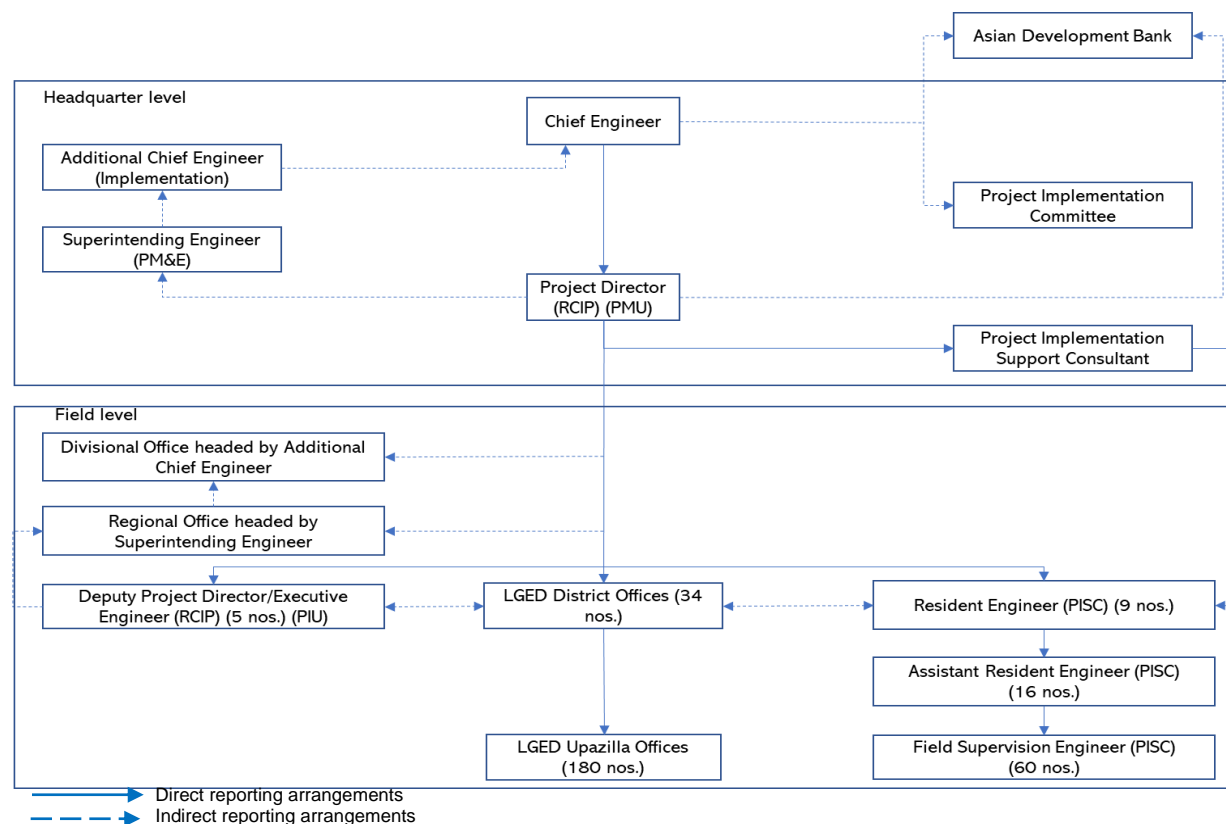 Asian Development Bank
Headquarter level
Chief Engineer
Additional Chief Engineer
(Implementation)
Project Implementation
Committee
Superintending Engineer
(PM&E)
Project Director
(RCIP) (PMU)
Project Implementation
Support Consultant
Field level
Divisional Office headed by Additional
Chief Engineer
Regional Office headed by
Superintending Engineer
Deputy Project Director/Executive
Engineer (RCIP) (5 nos.) (PIU)
LGED District Offices (34
nos.)
Resident Engineer (PISC) (9 nos.)
Assistant Resident Engineer (PISC)
(16 nos.)
LGED Upazilla Offices
(180 nos.)
Field Supervision Engineer (PISC)
(60 nos.)
Direct reporting arrangements
Indirect reporting arrangements